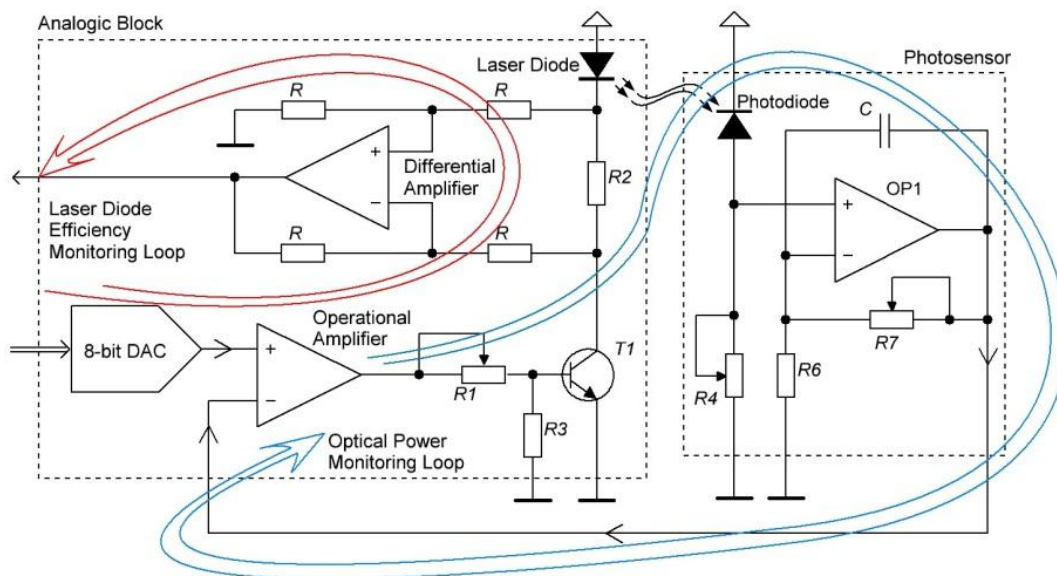 Analogic Block
Laser Diode
Photosensor
R
R
Photodiode
C
+
Differential
Amplifier
−
R2
+
OP1
−
Laser Diode
Efficiency
Monitoring Loop
R
R
Operational
Amplifier
8-bit DAC
+
−
T1
R1
R7
R4
R6
R3
Optical Power
Monitoring Loop